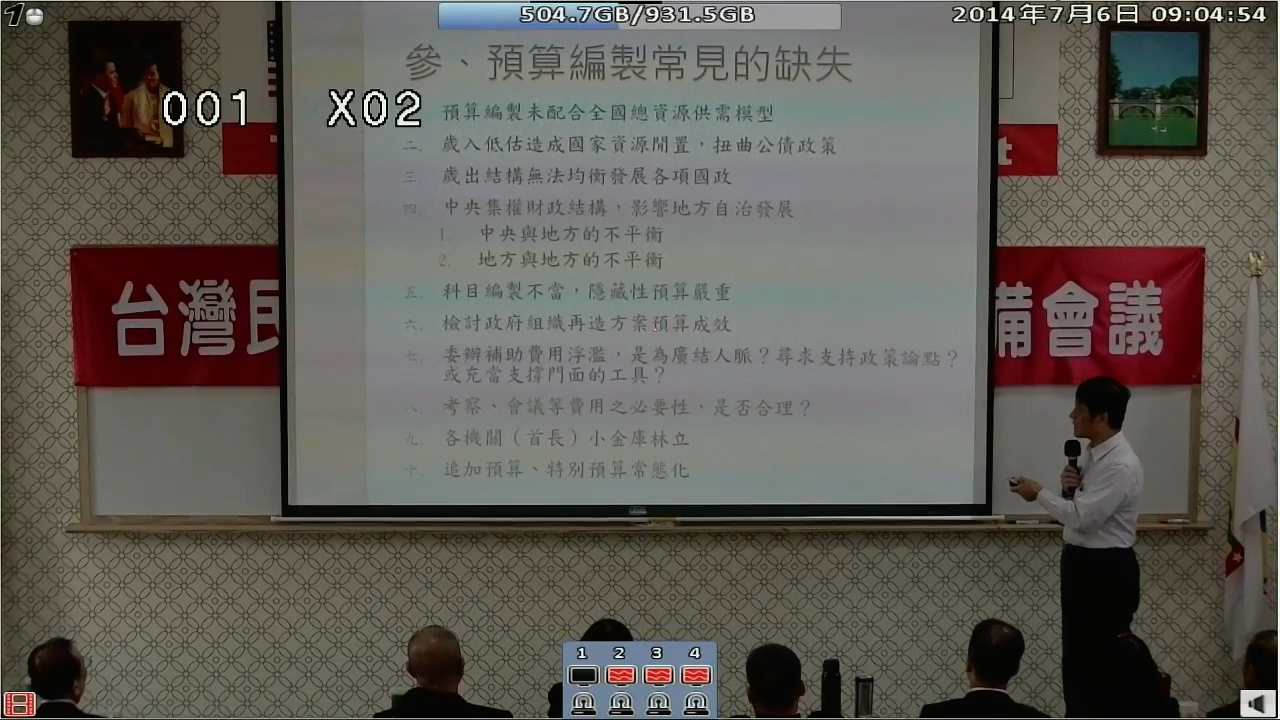 504.7GB/931.5GB
2014年7月6日 09:04:54
001 X02
參、預算編製常見的缺失
預算編製未配合全國總資源供需模型
二. 歲入低估造成國家資源閒置，扭曲公債政策
三. 歲出結構無法均衡發展各項國政
四. 中央集權財政結構，影響地方自治發展
1. 中央與地方的不平衡
2. 地方與地方的不平衡
五. 科目編製不當，隱藏性預算嚴重
六. 檢討政府組織再造方案預算成效
七. 委辦補助費用浮濫，是為廣結人脈？尋求支持政策論點？
或充當支撐門面的工具？
八. 考察、會議等費用之必要性，是否合理？
九. 各機關（首長）小金庫林立
十. 追加預算、特別預算常態化
t
台灣民
備會議
1 2 3 4